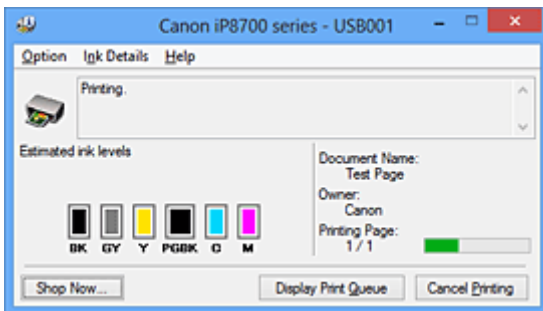 Canon iP8700 series - USB001
Option Ink Details Help
Printing.
Estimated ink levels
BK GY Y PGBK C M
Document Name:
Test Page
Owner:
Canon
Printing Page:
1 / 1
Shop Now...
Display Print Queue
Cancel Printing